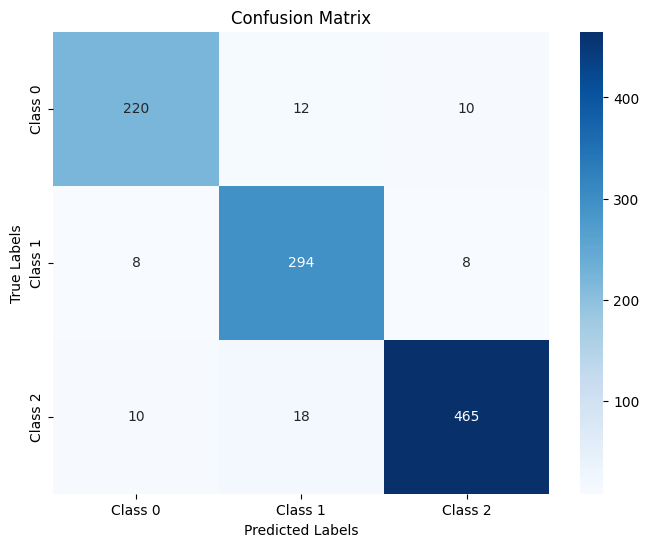 Confusion Matrix
True Labels
Class 0
220 12 10
Class 1
8 294 8
Class 2
10 18 465
Class 0 Class 1 Class 2
Predicted Labels
400
300
200
100